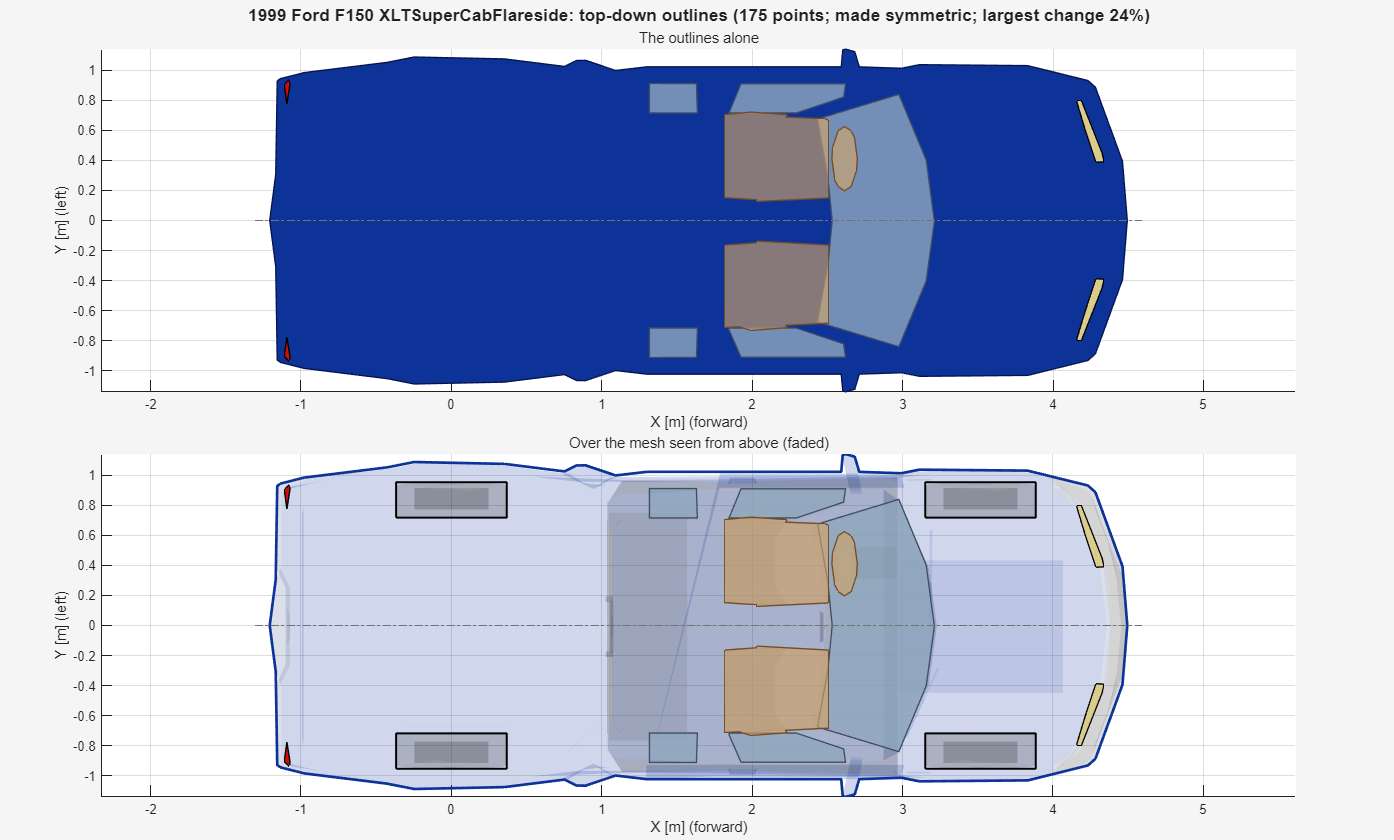 1999 Ford F150 XLTSuperCabFlareside: top-down outlines (175 points; made symmetric; largest change 24%)
The outlines alone
1
0.8
0.6
0.4
0.2
0
-0.2
-0.4
-0.6
-0.8
-1
Y [m] (left)
-2 -1 0 1 2 3 4 5
X [m] (forward)
Over the mesh seen from above (faded)
1
0.8
0.6
0.4
0.2
0
-0.2
-0.4
-0.6
-0.8
-1
Y [m] (left)
-2 -1 0 1 2 3 4 5
X [m] (forward)